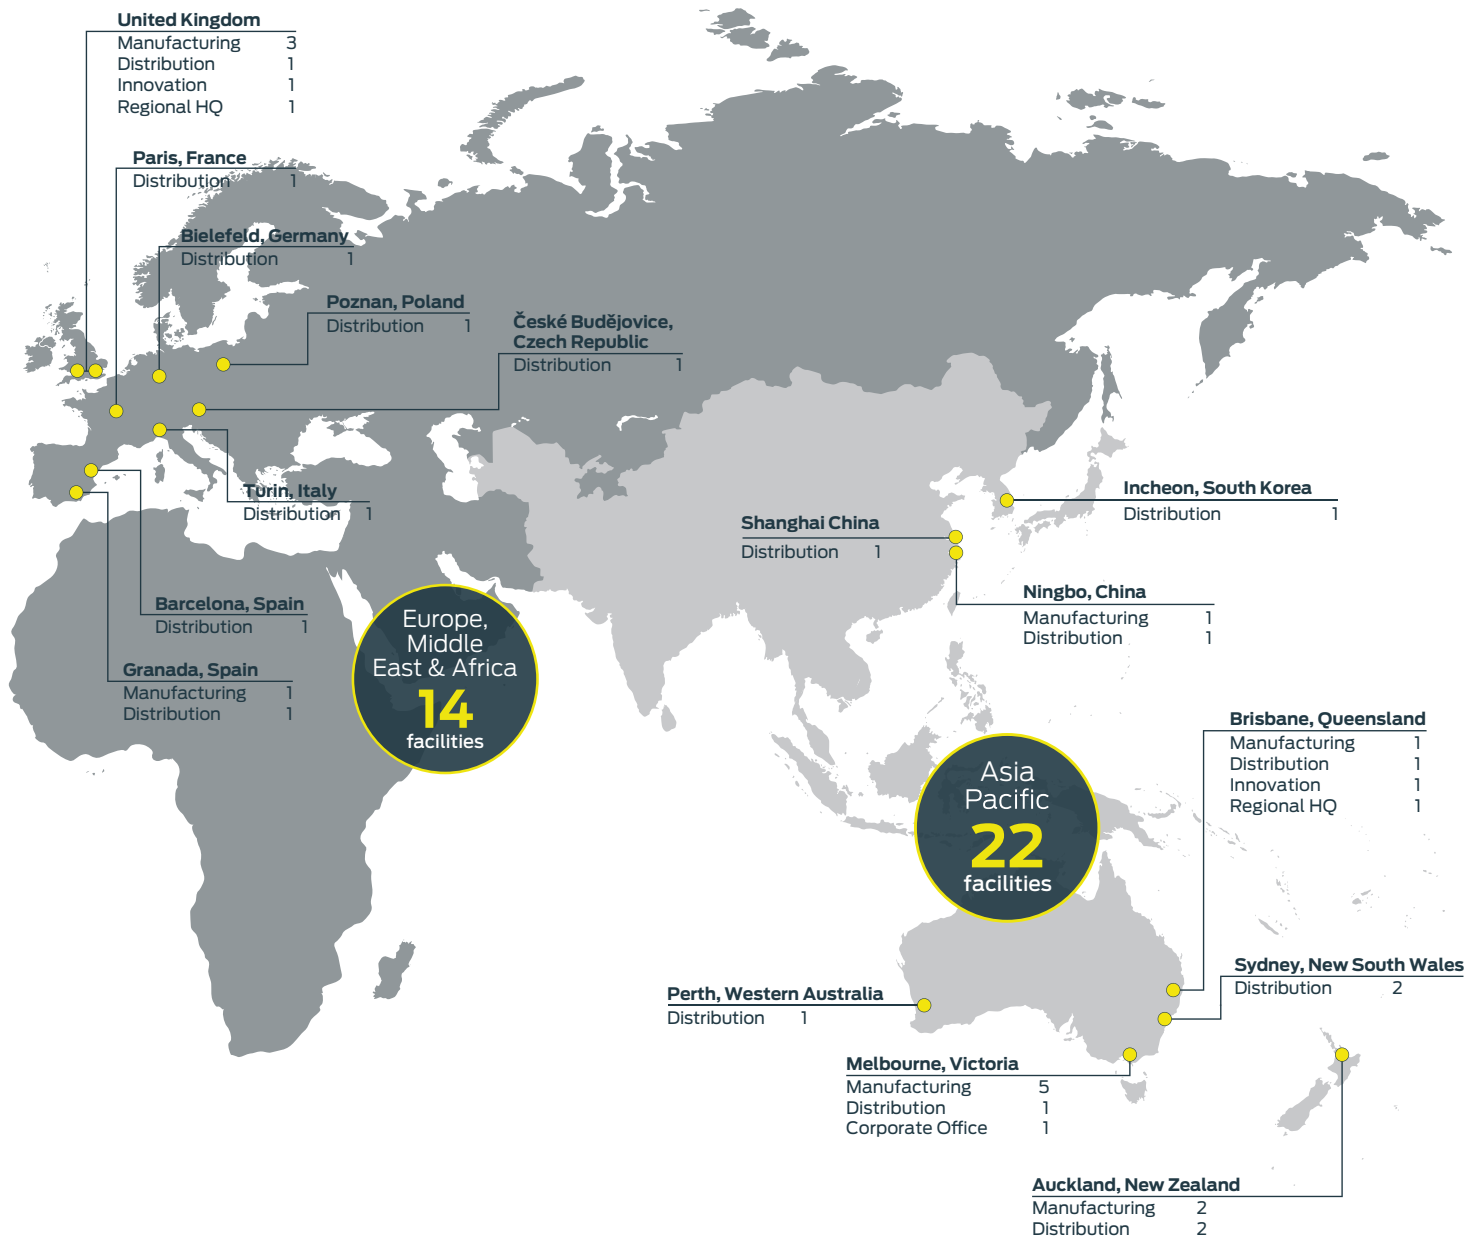 United Kingdom
Manufacturing 3
Distribution 1
Innovation 1
Regional HQ 1
Paris, France
Distribution 1
Bielefeld, Germany
Distribution 1
Poznan, Poland
Distribution 1
České Budějovice,
Czech Republic
Distribution 1
Turin, Italy
Distribution 1
Barcelona, Spain
Distribution 1
Granada, Spain
Manufacturing 1
Distribution 1
Europe,
Middle
East & Africa
14
facilities
Incheon, South Korea
Distribution 1
Shanghai China
Distribution 1
Ningbo, China
Manufacturing 1
Distribution 1
Asia
Pacific
22
facilities
Brisbane, Queensland
Manufacturing 1
Distribution 1
Innovation 1
Regional HQ 1
Sydney, New South Wales
Distribution 2
Perth, Western Australia
Distribution 1
Melbourne, Victoria
Manufacturing 5
Distribution 1
Corporate Office 1
Auckland, New Zealand
Manufacturing 2
Distribution 2